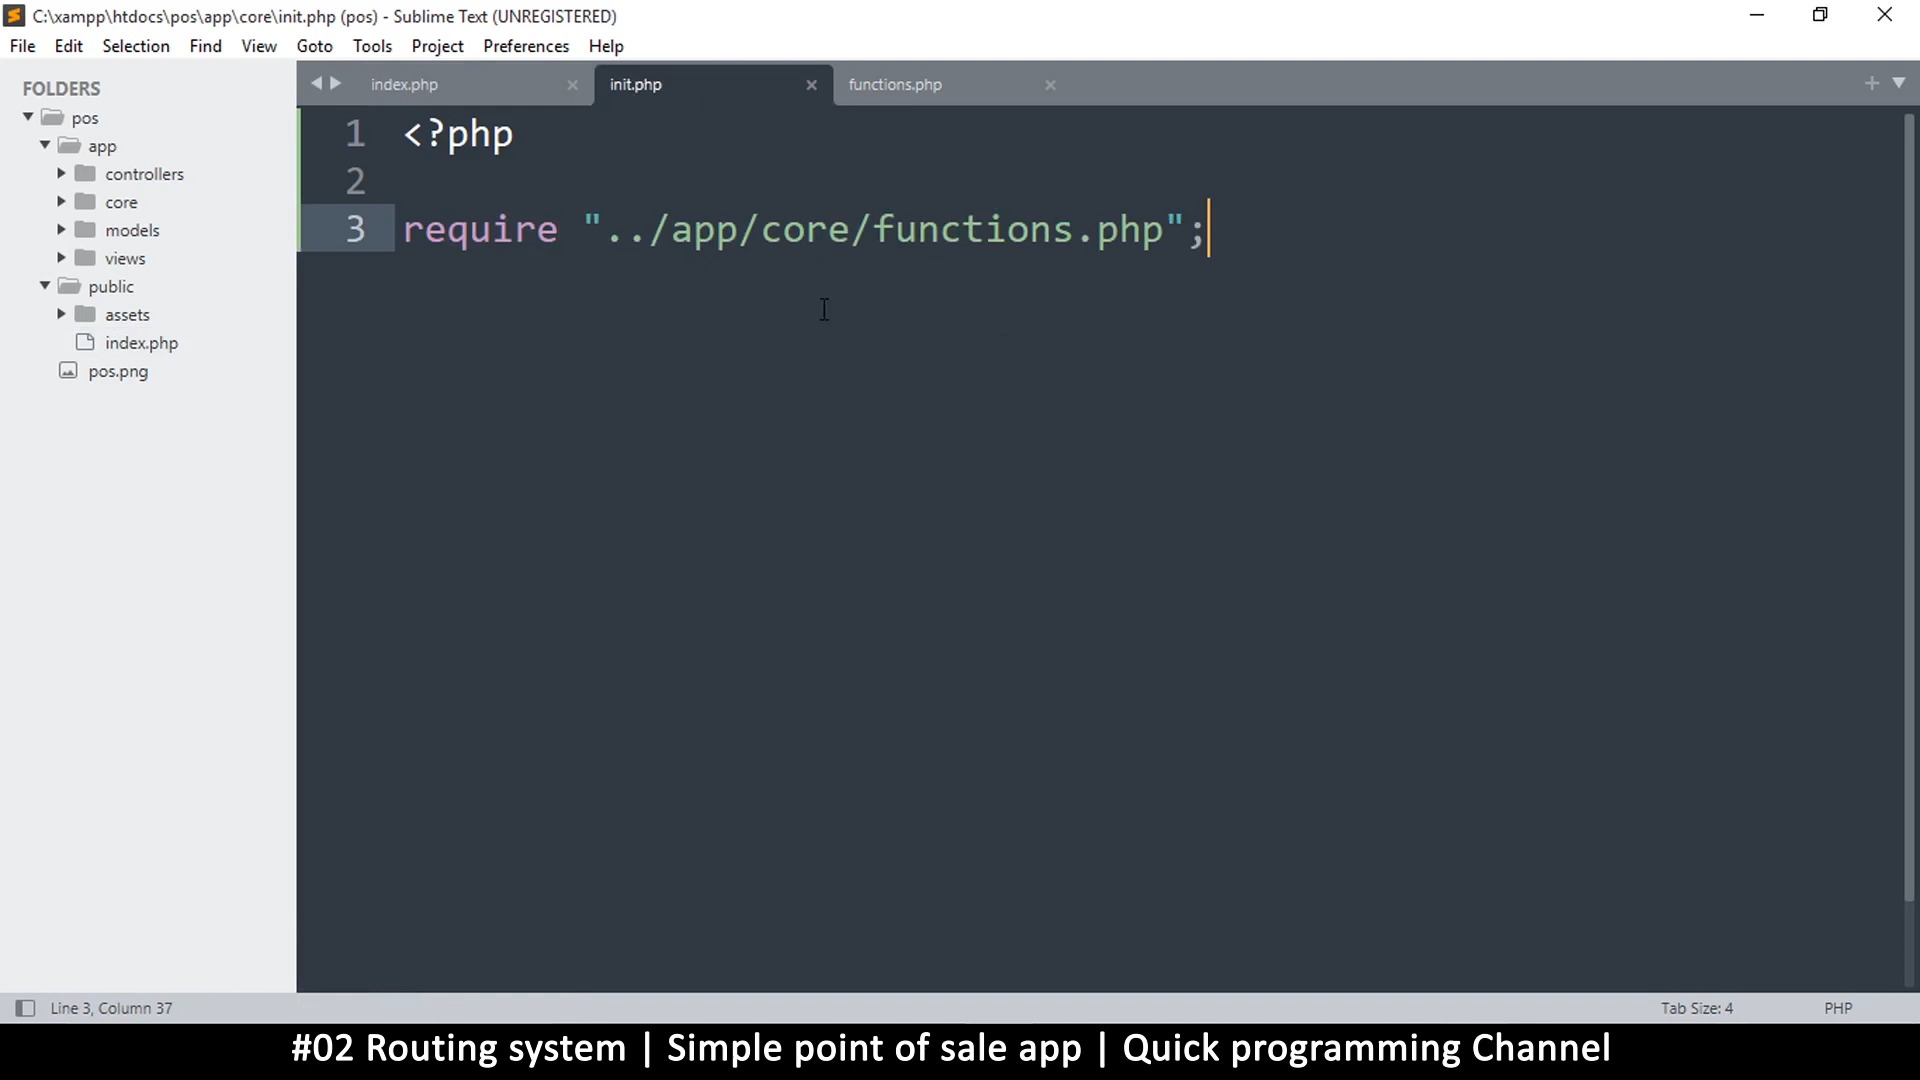 C:\xampp\htdocs\pos\app\core\init.php (pos) - Sublime Text (UNREGISTERED)
File Edit Selection Find View Goto Tools Project Preferences Help
FOLDERS
pos
app
controllers
core
models
views
public
assets
index.php
pos.png
index.php init.php functions.php
1 <?php
2
3 require "../app/core/functions.php";
Line 3, Column 37 Tab Size: 4 PHP
#02 Routing system | Simple point of sale app | Quick programming Channel